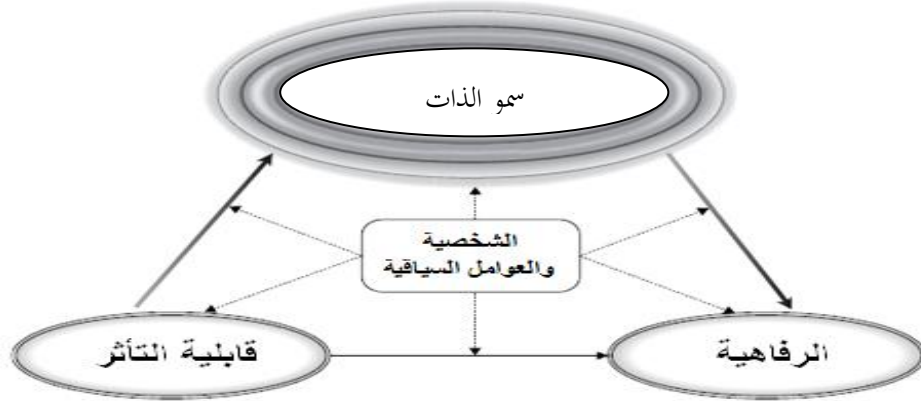 سمو الذات
الشخصية
والعوامل السياقية
قابلية التأثر
الرفاهية